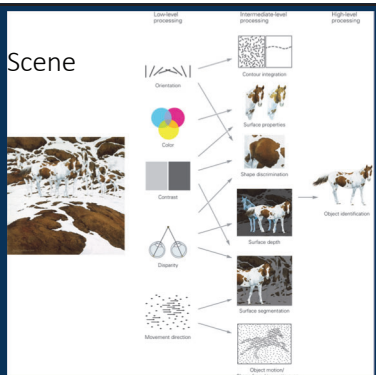 Low-level
processing
Intermediate-level
processing
High-level
processing
Scene
Orientation
Contour integration
Color
Surface properties
Contrast
Shape discrimination
Disparity
Surface depth
Object identification
Movement direction
Surface segmentation
Object motion/